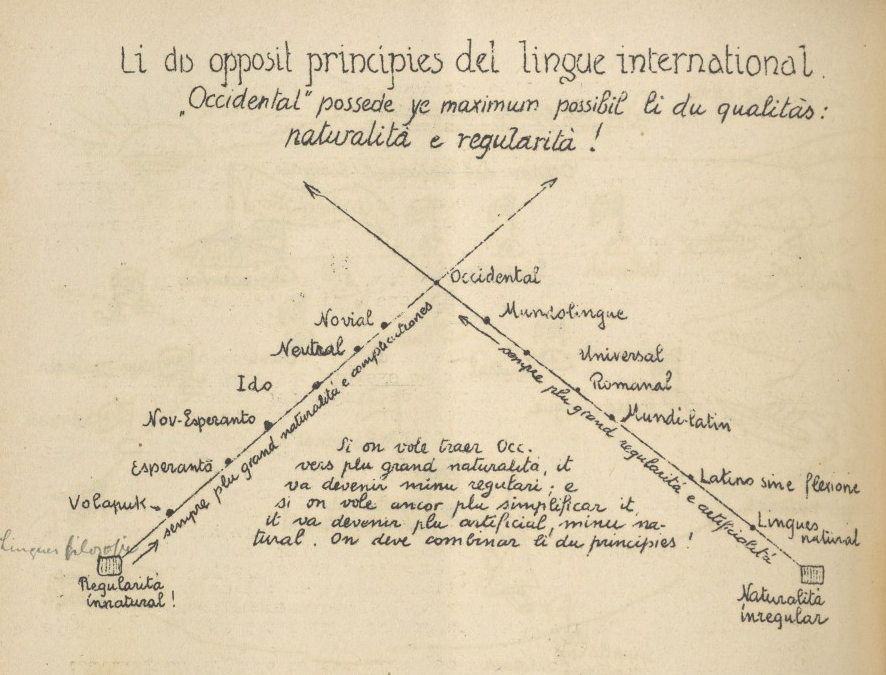 Li du opposit principies del lingue international.
„Occidental" possede ye maximum possibil li du qualitás:
naturalitá e regularitá !
Occidental
Novial
Mundolingue
Neutral
Universal
Ido
Romanal
Nov-Esperanto
Mundi-latin
Esperanto
Latino sine flexione
Volapuk
Lingues
natural
sempre plu grand naturalitá e complicationes
sempre plu grand regularitá e artificialitá
Si on vole traer Occ.
vers plu grand naturalitá, it
va devenir minu regulari; e
si on vole ancor plu simplificar it,
it va devenir plu artificial, minu na-
tural. On deve combinar li du principies !
Lingues filosofic
Regularitá
innatural !
Naturalitá
inregular